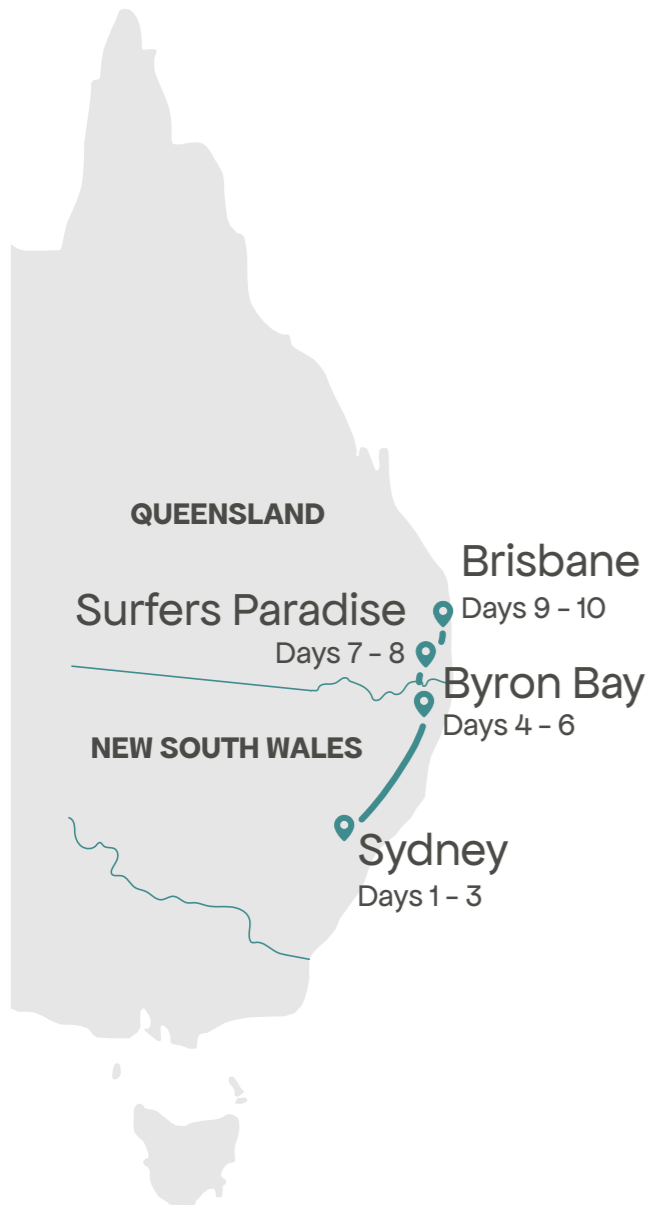 QUEENSLAND
Brisbane
Days 9 – 10
Surfers Paradise
Days 7 – 8
Byron Bay
Days 4 – 6
NEW SOUTH WALES
Sydney
Days 1 – 3